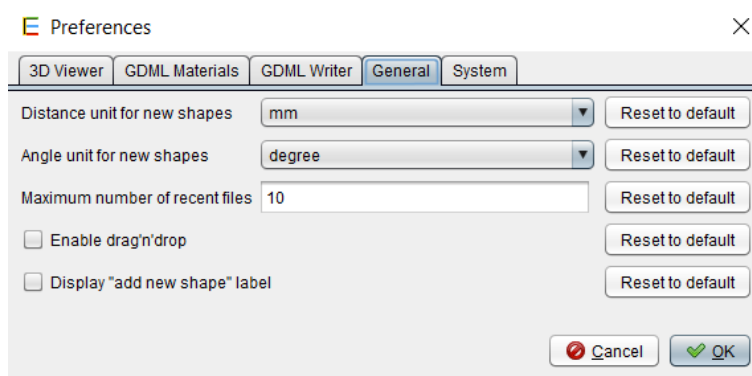 Preferences
3D Viewer GDML Materials GDML Writer General System
Distance unit for new shapes mm Reset to default
Angle unit for new shapes degree Reset to default
Maximum number of recent files 10 Reset to default
Enable drag'n'drop Reset to default
Display "add new shape" label Reset to default
Cancel OK